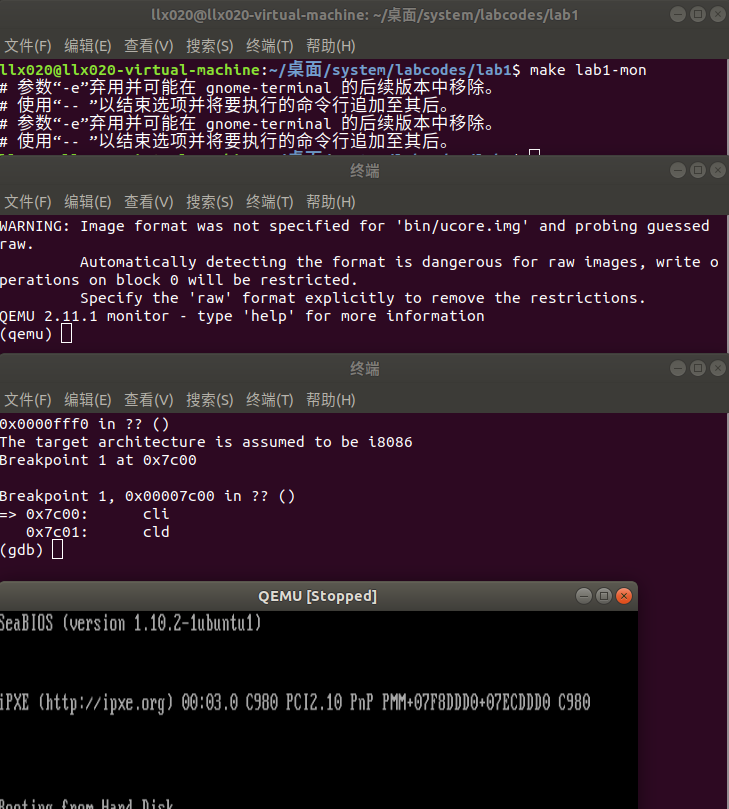 llx020@llx020-virtual-machine: ~/桌面/system/labcodes/lab1
文件(F) 编辑(E) 查看(V) 搜索(S) 终端(T) 帮助(H)
llx020@llx020-virtual-machine:~/桌面/system/labcodes/lab1$ make lab1-mon
# 参数“-e”弃用并可能在 gnome-terminal 的后续版本中移除。
# 使用“-- ”以结束选项并将要执行的命令行追加至其后。
# 参数“-e”弃用并可能在 gnome-terminal 的后续版本中移除。
# 使用“-- ”以结束选项并将要执行的命令行追加至其后。
终端
文件(F) 编辑(E) 查看(V) 搜索(S) 终端(T) 帮助(H)
WARNING: Image format was not specified for 'bin/ucore.img' and probing guessed
raw.
Automatically detecting the format is dangerous for raw images, write o
perations on block 0 will be restricted.
Specify the 'raw' format explicitly to remove the restrictions.
QEMU 2.11.1 monitor - type 'help' for more information
(qemu)
终端
文件(F) 编辑(E) 查看(V) 搜索(S) 终端(T) 帮助(H)
0x0000fff0 in ?? ()
The target architecture is assumed to be i8086
Breakpoint 1 at 0x7c00
Breakpoint 1, 0x00007c00 in ?? ()
=> 0x7c00: cli
0x7c01: cld
(gdb)
QEMU [Stopped]
SeaBIOS (version 1.10.2-1ubuntu1)
iPXE (http://ipxe.org) 00:03.0 C980 PCI2.10 PnP PMM+07F8DDD0+07ECDDD0 C980
Booting from Hard Disk